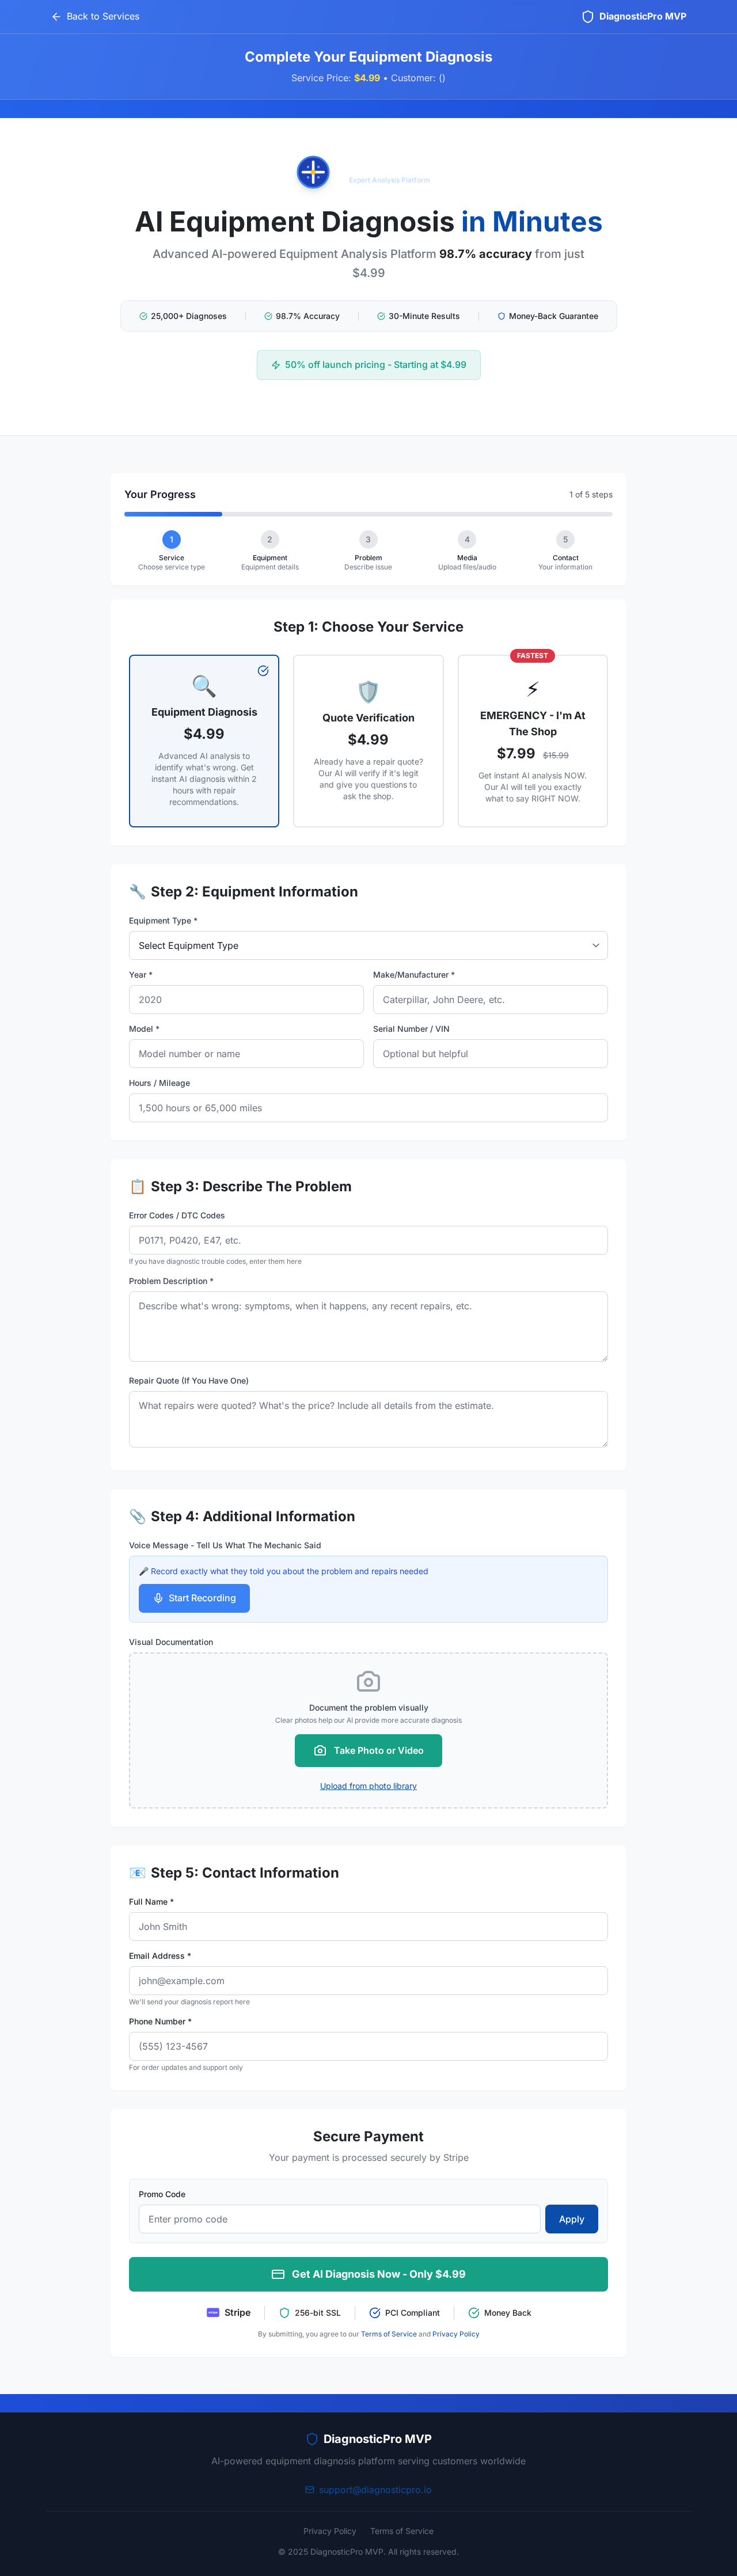 Back to Services
DiagnosticPro MVP
Complete Your Equipment Diagnosis
Service Price: $4.99 • Customer: ()
Expert Analysis Platform
AI Equipment Diagnosis in Minutes
Advanced AI-powered Equipment Analysis Platform 98.7% accuracy from just
$4.99
25,000+ Diagnoses
98.7% Accuracy
30-Minute Results
Money-Back Guarantee
50% off launch pricing - Starting at $4.99
Your Progress
1 of 5 steps
1
Service
Choose service type
2
Equipment
Equipment details
3
Problem
Describe issue
4
Media
Upload files/audio
5
Contact
Your information
Step 1: Choose Your Service
Equipment Diagnosis
$4.99
Advanced AI analysis to
identify what's wrong. Get
instant AI diagnosis within 2
hours with repair
recommendations.
Quote Verification
$4.99
Already have a repair quote?
Our AI will verify if it's legit
and give you questions to
ask the shop.
FASTEST
EMERGENCY - I'm At
The Shop
$7.99 $15.99
Get instant AI analysis NOW.
Our AI will tell you exactly
what to say RIGHT NOW.
Step 2: Equipment Information
Equipment Type *
Select Equipment Type
Year *
2020
Make/Manufacturer *
Caterpillar, John Deere, etc.
Model *
Model number or name
Serial Number / VIN
Optional but helpful
Hours / Mileage
1,500 hours or 65,000 miles
Step 3: Describe The Problem
Error Codes / DTC Codes
P0171, P0420, E47, etc.
If you have diagnostic trouble codes, enter them here
Problem Description *
Describe what's wrong: symptoms, when it happens, any recent repairs, etc.
Repair Quote (If You Have One)
What repairs were quoted? What's the price? Include all details from the estimate.
Step 4: Additional Information
Voice Message - Tell Us What The Mechanic Said
Record exactly what they told you about the problem and repairs needed
Start Recording
Visual Documentation
Document the problem visually
Clear photos help our AI provide more accurate diagnosis
Take Photo or Video
Upload from photo library
Step 5: Contact Information
Full Name *
John Smith
Email Address *
john@example.com
We'll send your diagnosis report here
Phone Number *
(555) 123-4567
For order updates and support only
Secure Payment
Your payment is processed securely by Stripe
Promo Code
Enter promo code
Apply
Get AI Diagnosis Now - Only $4.99
Stripe
256-bit SSL
PCI Compliant
Money Back
By submitting, you agree to our Terms of Service and Privacy Policy
DiagnosticPro MVP
AI-powered equipment diagnosis platform serving customers worldwide
support@diagnosticpro.io
Privacy Policy
Terms of Service
© 2025 DiagnosticPro MVP. All rights reserved.